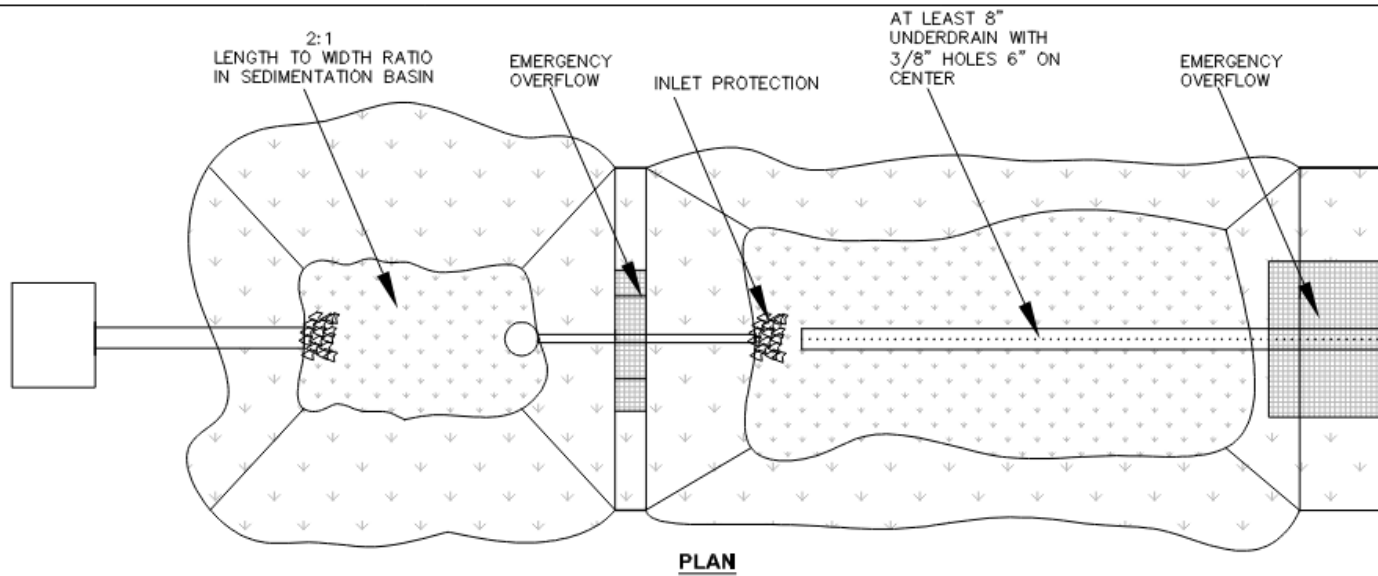 2:1
LENGTH TO WIDTH RATIO
IN SEDIMENTATION BASIN
EMERGENCY
OVERFLOW
INLET PROTECTION
AT LEAST 8"
UNDERDRAIN WITH
3/8" HOLES 6" ON
CENTER
EMERGENCY
OVERFLOW
PLAN